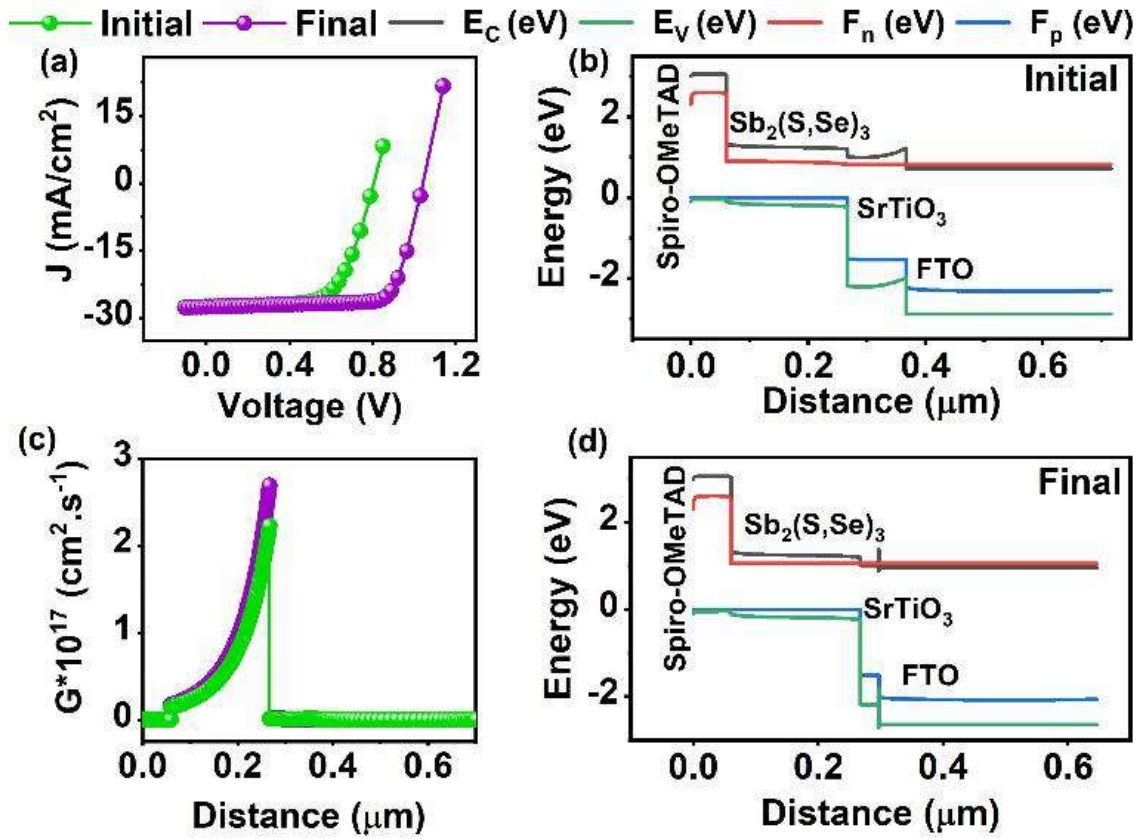 Initial Final E_C (eV) E_V (eV) F_n (eV) F_p (eV)
(a)
J (mA/cm²)
15
0
-15
-30
0.0 0.4 0.8 1.2
Voltage (V)
(b)
Initial
Energy (eV)
2
0
-2
Spiro-OMeTAD
Sb₂(S,Se)₃
SrTiO₃
FTO
0.0 0.2 0.4 0.6
Distance (μm)
(c)
G*10¹⁷ (cm².s⁻¹)
3
2
1
0
0.0 0.2 0.4 0.6
Distance (μm)
(d)
Final
Energy (eV)
2
0
-2
Spiro-OMeTAD
Sb₂(S,Se)₃
SrTiO₃
FTO
0.0 0.2 0.4 0.6
Distance (μm)